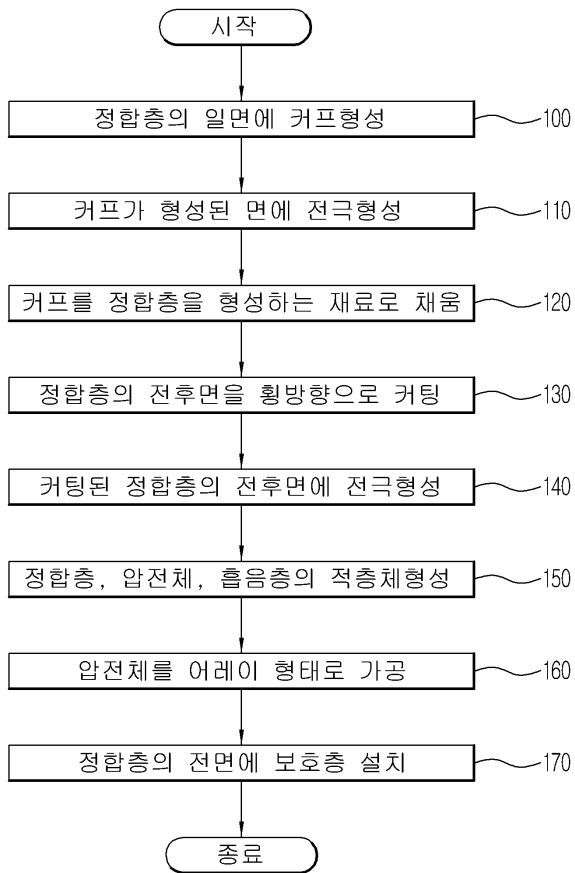 시작
정합층의 일면에 커프형성 100
커프가 형성된 면에 전극형성 110
커프를 정합층을 형성하는 재료로 채움 120
정합층의 전후면을 횡방향으로 커팅 130
커팅된 정합층의 전후면에 전극형성 140
정합층, 압전체, 흡음층의 적층체형성 150
압전체를 어레이 형태로 가공 160
정합층의 전면에 보호층 설치 170
종료